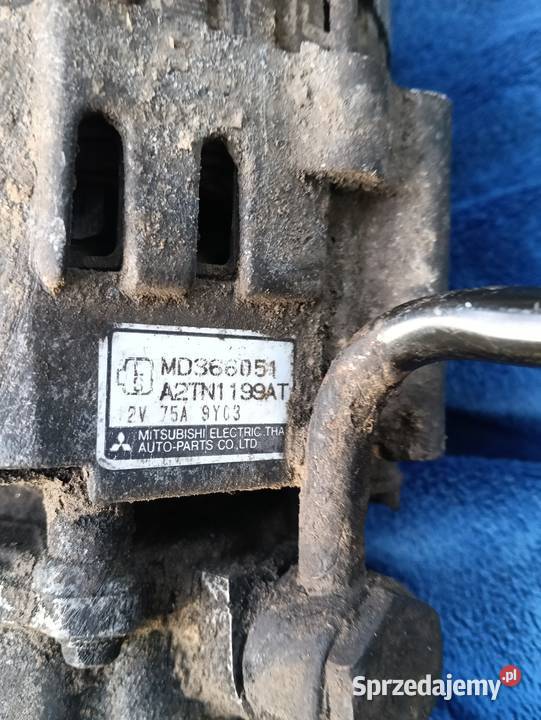 MD366051
A2TN1199AT
2V 75A 9Y03
MITSUBISHI ELECTRIC THA
AUTO-PARTS CO.,LTD.
Sprzedajemy.pl